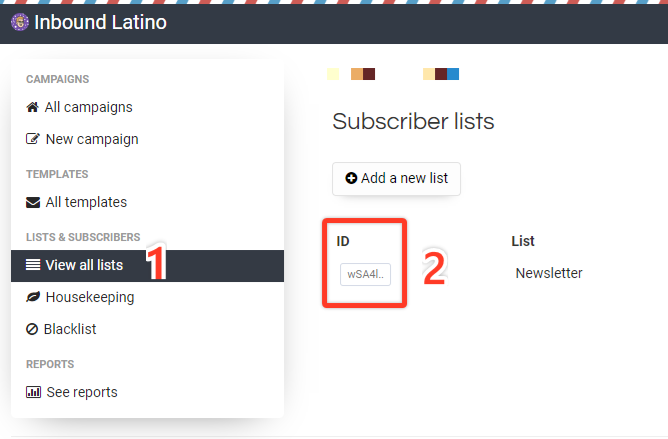 Inbound Latino
CAMPAIGNS
All campaigns
New campaign
TEMPLATES
All templates
LISTS & SUBSCRIBERS
View all lists
1
Housekeeping
Blacklist
REPORTS
See reports
Subscriber lists
Add a new list
ID
List
wSA4l..
2
Newsletter